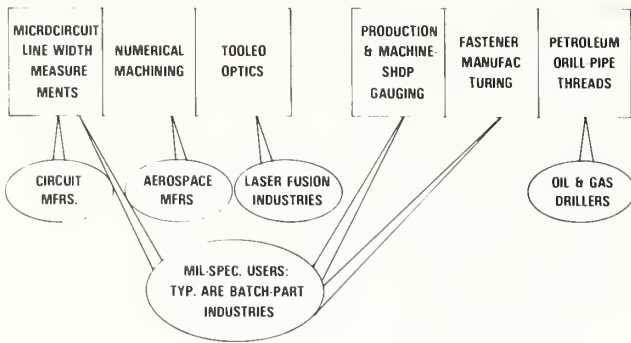 MICRDCIRCUIT
LINE WIDTH
MEASURE
MENTS
NUMERICAL
MACHINING
TOOLEO
OPTICS
PRODUCTION
& MACHINE-
SHDP
GAUGING
FASTENER
MANUFAC
TURING
PETROLEUM
ORILL-PIPE
THREADS
CIRCUIT
MFRS.
AEROSPACE
MFRS
LASER FUSION
INDUSTRIES
OIL & GAS
DRILLERS
MIL-SPEC. USERS:
TYP. ARE BATCH-PART
INDUSTRIES